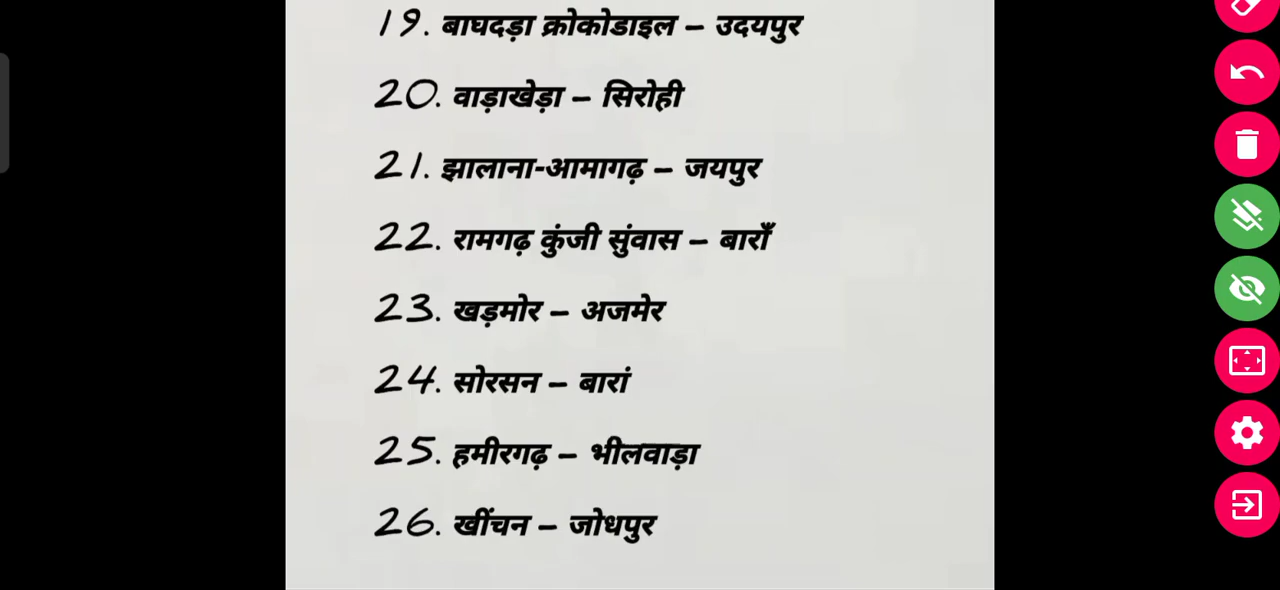 19. बाघदड़ा क्रोकोडाइल – उदयपुर
20. वाड़ाखेड़ा – सिरोही
21. झालाना-आमागढ़ – जयपुर
22. रामगढ़ कुंजी सुंवास – बाराँ
23. खड़मोर – अजमेर
24. सोरसन – बारां
25. हमीरगढ़ – भीलवाड़ा
26. खींचन – जोधपुर